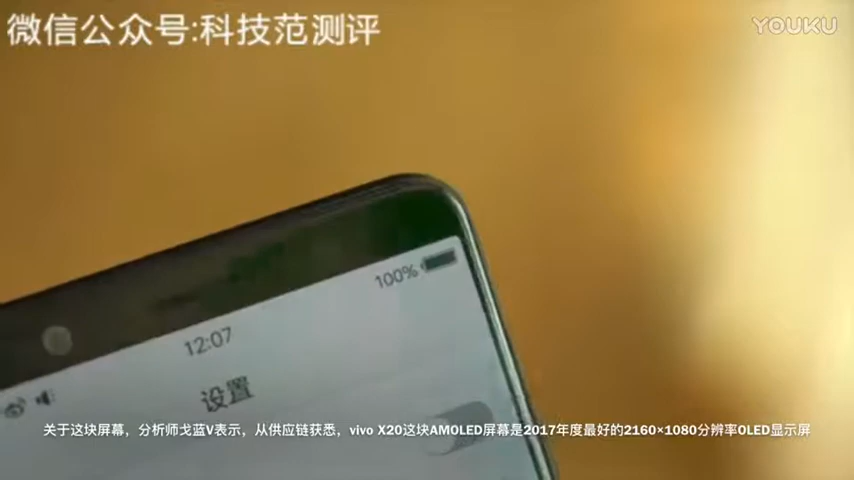 微信公众号:科技范测评
YOUKU
100%
12:07
设置
关于这块屏幕，分析师戈蓝V表示，从供应链获悉，vivo X20这块AMOLED屏幕是2017年度最好的2160×1080分辨率OLED显示屏